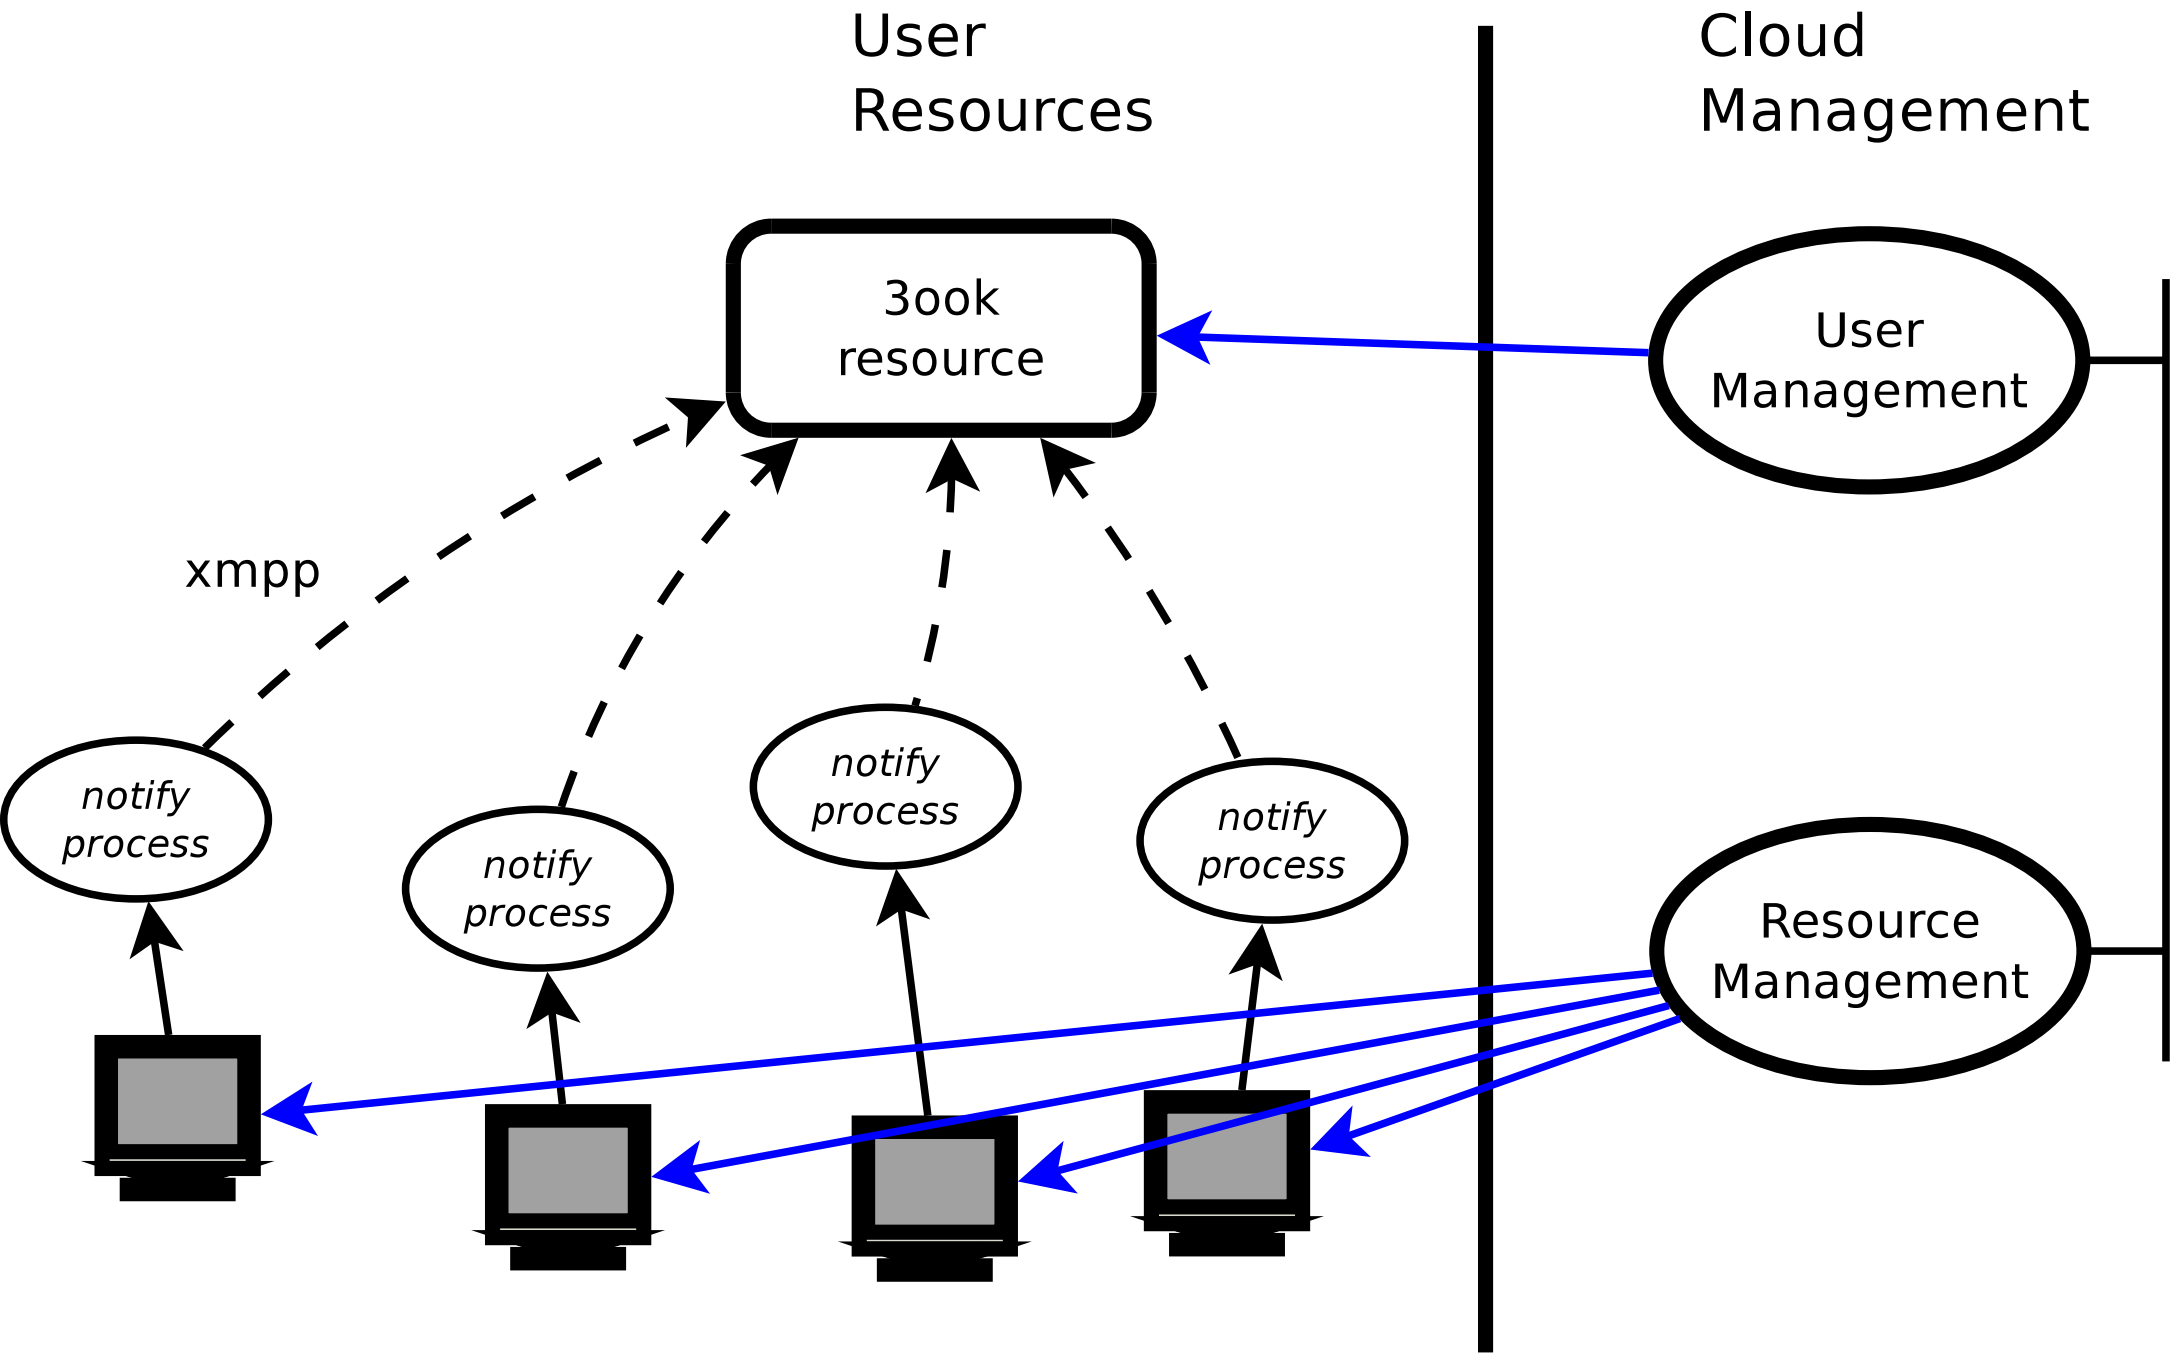 User
Resources
Cloud
Management
3ook
resource
User
Management
xmpp
notify
process
notify
process
notify
process
notify
process
Resource
Management